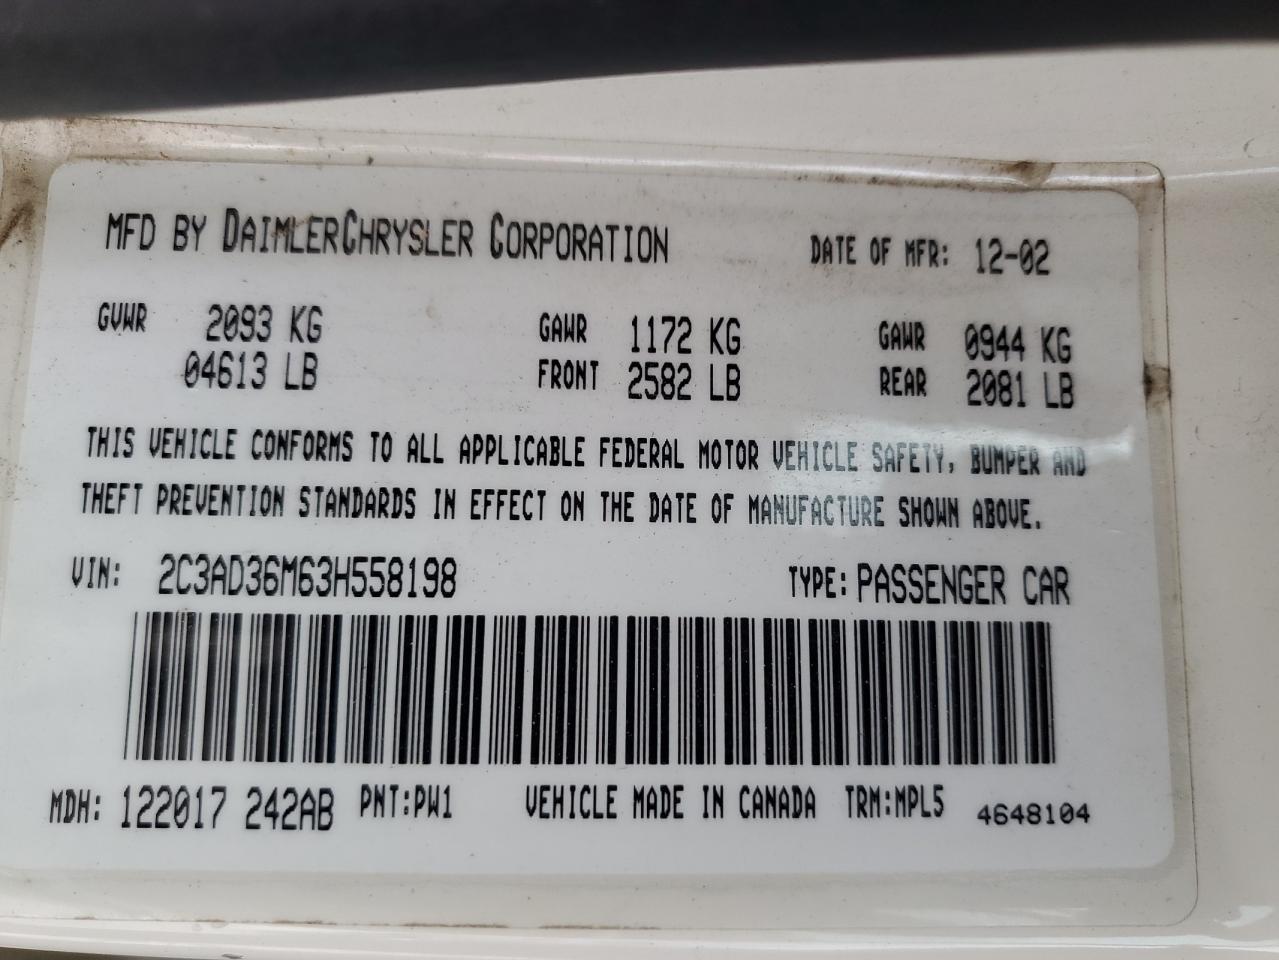 MFD BY DAIMLERCHRYSLER CORPORATION DATE OF MFR: 12-02
GVWR 2093 KG GAWR 1172 KG GAWR 0944 KG
04613 LB FRONT 2582 LB REAR 2081 LB
THIS VEHICLE CONFORMS TO ALL APPLICABLE FEDERAL MOTOR VEHICLE SAFETY, BUMPER AND
THEFT PREVENTION STANDARDS IN EFFECT ON THE DATE OF MANUFACTURE SHOWN ABOVE.
VIN: 2C3AD36M63H558198 TYPE: PASSENGER CAR
MDH: 122017 242AB PNT:PW1 VEHICLE MADE IN CANADA TRM:MPL5 4648104